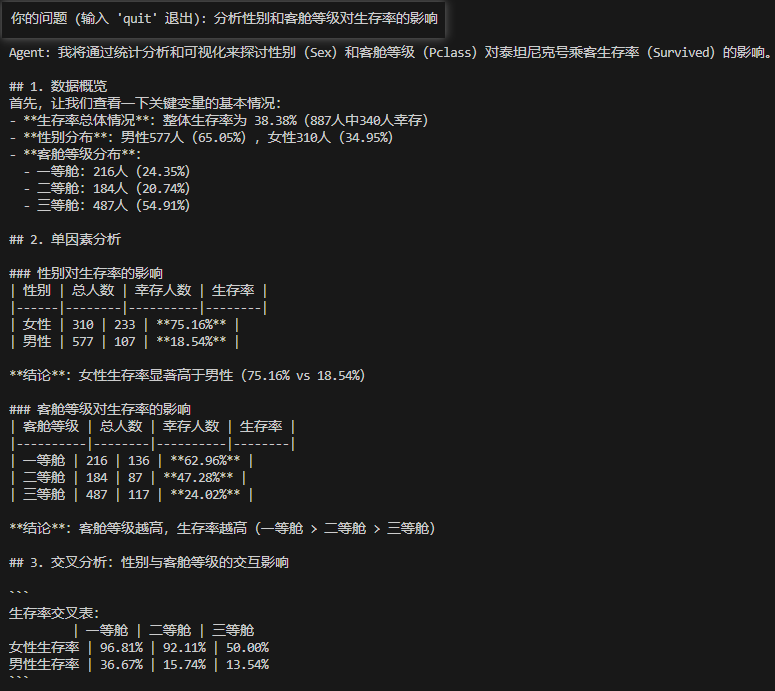 你的问题 (输入 'quit' 退出): 分析性别和客舱等级对生存率的影响
Agent: 我将通过统计分析和可视化来探讨性别（Sex）和客舱等级（Pclass）对泰坦尼克号乘客生存率（Survived）的影响。
## 1. 数据概览
首先，让我们查看一下关键变量的基本情况：
- **生存率总体情况**: 整体生存率为 38.38%（887人中340人幸存）
- **性别分布**: 男性577人（65.05%），女性310人（34.95%）
- **客舱等级分布**:
- 一等舱: 216人（24.35%）
- 二等舱: 184人（20.74%）
- 三等舱: 487人（54.91%）
## 2. 单因素分析
### 性别对生存率的影响
| 性别 | 总人数 | 幸存人数 | 生存率 |
|------|--------|----------|--------|
| 女性 | 310 | 233 | **75.16%** |
| 男性 | 577 | 107 | **18.54%** |
**结论**: 女性生存率显著高于男性（75.16% vs 18.54%）
### 客舱等级对生存率的影响
| 客舱等级 | 总人数 | 幸存人数 | 生存率 |
|----------|--------|----------|--------|
| 一等舱 | 216 | 136 | **62.96%** |
| 二等舱 | 184 | 87 | **47.28%** |
| 三等舱 | 487 | 117 | **24.02%** |
**结论**: 客舱等级越高，生存率越高（一等舱 > 二等舱 > 三等舱）
## 3. 交叉分析: 性别与客舱等级的交互影响
```
生存率交叉表:
| 一等舱 | 二等舱 | 三等舱
女性生存率 | 96.81% | 92.11% | 50.00%
男性生存率 | 36.67% | 15.74% | 13.54%
```